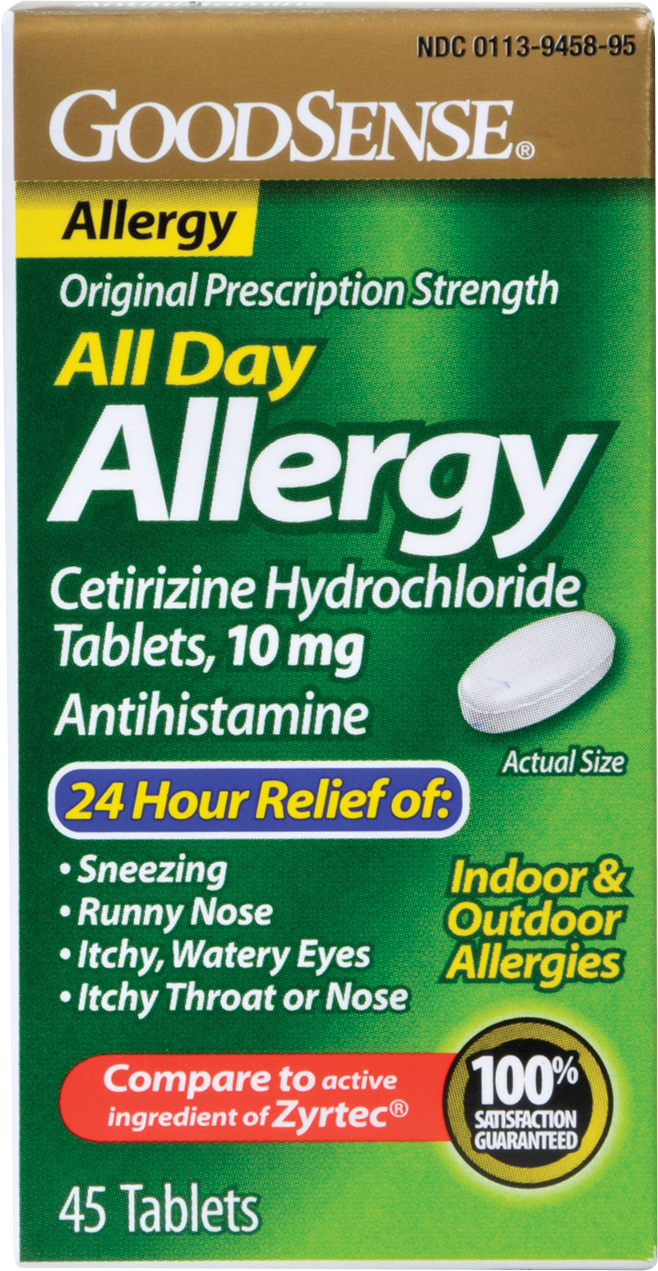 NDC 0113-9458-95
GOODSENSE®
Allergy
Original Prescription Strength
All Day
Allergy
Cetirizine Hydrochloride
Tablets, 10 mg
Antihistamine
Actual Size
24 Hour Relief of:
• Sneezing
• Runny Nose
• Itchy, Watery Eyes
• Itchy Throat or Nose
Indoor &
Outdoor
Allergies
Compare to active
ingredient of Zyrtec®
100%
SATISFACTION
GUARANTEED
45 Tablets